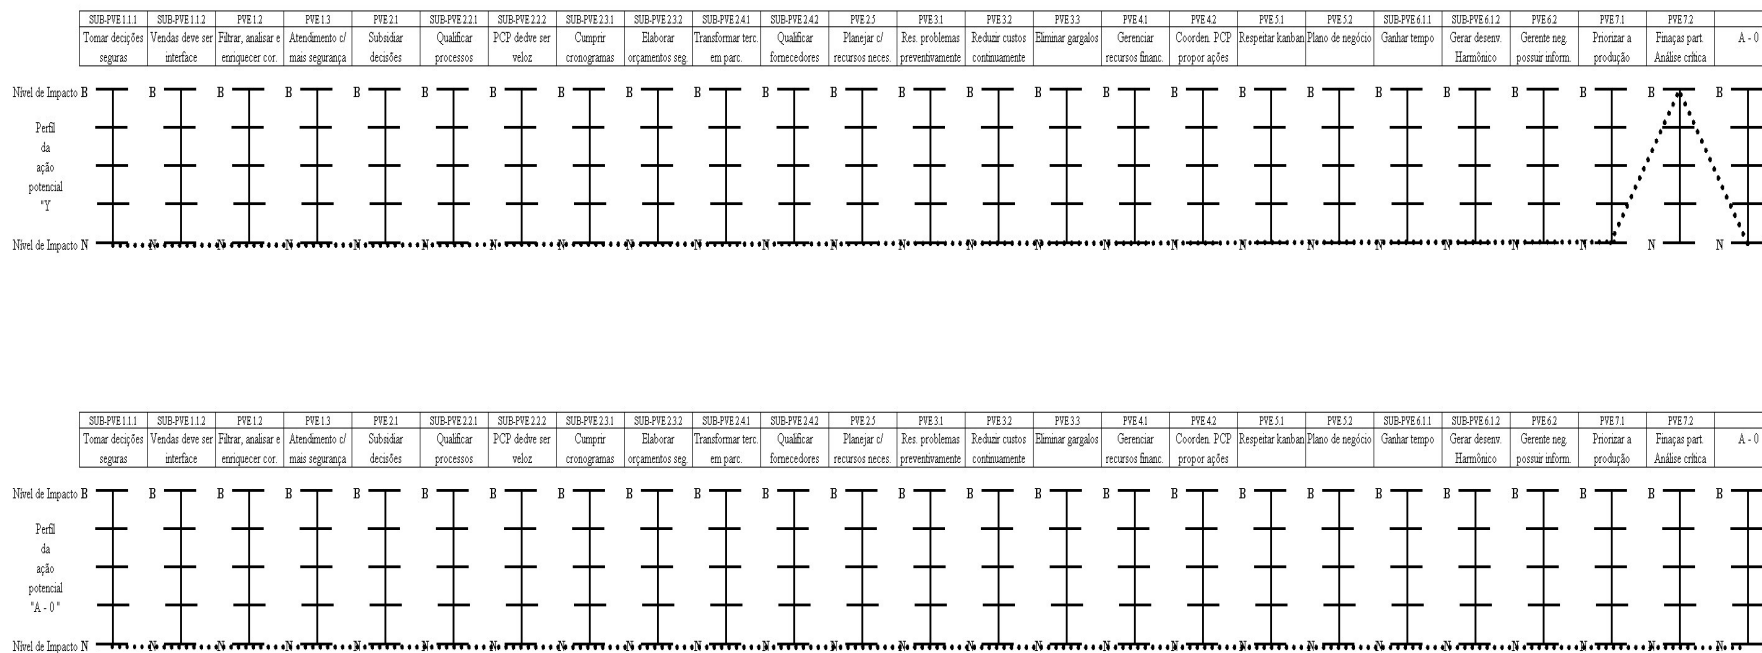 SUB-PVE 1.1.1 SUB-PVE 1.1.2 PVE 1.2 PVE 1.3 PVE 2.1 SUB-PVE 2.2.1 SUB-PVE 2.2.2 SUB-PVE 2.3.1 SUB-PVE 2.3.2 SUB-PVE 2.4.1 SUB-PVE 2.4.2 PVE 2.5 PVE 3.1 PVE 3.2 PVE 3.3 PVE 4.1 PVE 4.2 PVE 5.1 PVE 5.2 SUB-PVE 6.1.1 SUB-PVE 6.1.2 PVE 6.2 PVE 7.1 PVE 7.2
Tomar decições Vendas deve ser Filtrar, analisar e Atendimento c/ Subsidiar Qualificar PCP dedve ser Cumprir Elaborar Transformar terc. Qualificar Planejar c/ Res. problemas Reduzir custos Eliminar gargalos Gerenciar Coorden. PCP Respeitar kanban Plano de negócio Ganhar tempo Gerar desenv. Gerente neg. Priorizar a Finaças part. A - 0
seguras interface enriquecer cor. mais segurança decisões processos veloz cronogramas orçamentos seg. em parc. fornecedores recursos neces. preventivamente continuamente recursos financ. propor ações Harmônico possuir inform. produção Análise crítica
Nível de Impacto B B B B B B B B B B B B B B B B B B B B B B B B B
Perfil
da
ação
potencial
"Y
Nível de Impacto N N N N N N N N N N N N N N N N N N N N N N N N N
SUB-PVE 1.1.1 SUB-PVE 1.1.2 PVE 1.2 PVE 1.3 PVE 2.1 SUB-PVE 2.2.1 SUB-PVE 2.2.2 SUB-PVE 2.3.1 SUB-PVE 2.3.2 SUB-PVE 2.4.1 SUB-PVE 2.4.2 PVE 2.5 PVE 3.1 PVE 3.2 PVE 3.3 PVE 4.1 PVE 4.2 PVE 5.1 PVE 5.2 SUB-PVE 6.1.1 SUB-PVE 6.1.2 PVE 6.2 PVE 7.1 PVE 7.2
Tomar decições Vendas deve ser Filtrar, analisar e Atendimento c/ Subsidiar Qualificar PCP dedve ser Cumprir Elaborar Transformar terc. Qualificar Planejar c/ Res. problemas Reduzir custos Eliminar gargalos Gerenciar Coorden. PCP Respeitar kanban Plano de negócio Ganhar tempo Gerar desenv. Gerente neg. Priorizar a Finaças part. A - 0
seguras interface enriquecer cor. mais segurança decisões processos veloz cronogramas orçamentos seg. em parc. fornecedores recursos neces. preventivamente continuamente recursos financ. propor ações Harmônico possuir inform. produção Análise crítica
Nível de Impacto B B B B B B B B B B B B B B B B B B B B B B B B B
Perfil
da
ação
potencial
"A - 0 "
Nível de Impacto N N N N N N N N N N N N N N N N N N N N N N N N N